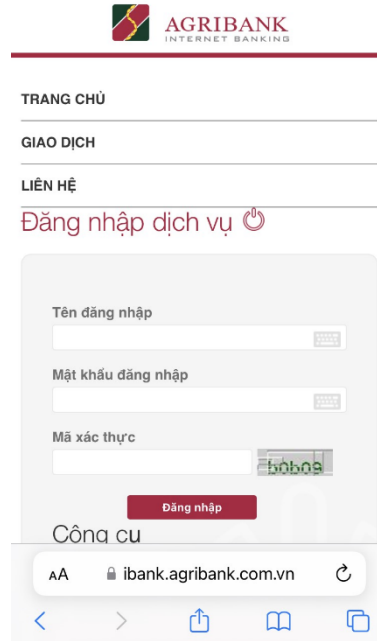 AGRIBANK
INTERNET BANKING
TRANG CHỦ
GIAO DỊCH
LIÊN HỆ
Đăng nhập dịch vụ
Tên đăng nhập
Mật khẩu đăng nhập
Mã xác thực
Đăng nhập
Công cụ
AA ibank.agribank.com.vn